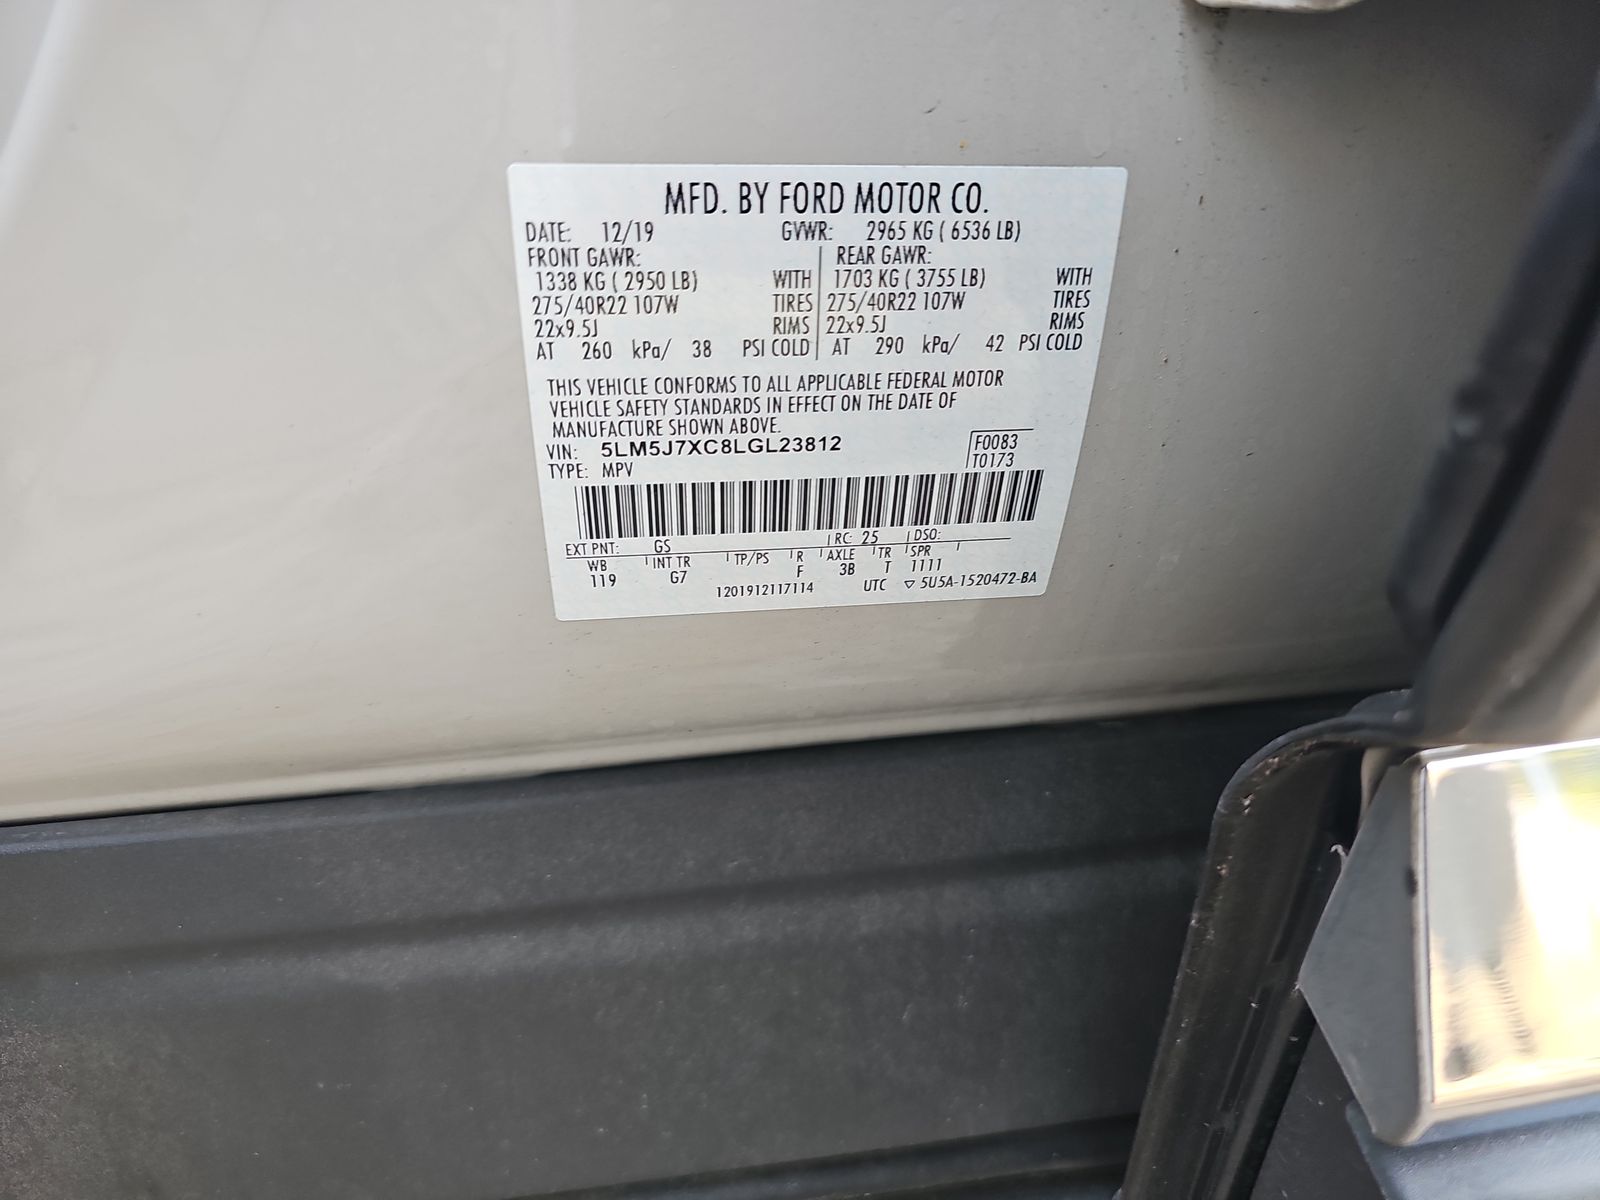 MFD. BY FORD MOTOR CO.
DATE: 12/19 GVWR: 2965 KG ( 6536 LB)
FRONT GAWR: REAR GAWR:
1338 KG ( 2950 LB) WITH 1703 KG ( 3755 LB) WITH
275/40R22 107W TIRES 275/40R22 107W TIRES
22x9.5J RIMS 22x9.5J RIMS
AT 260 kPa/ 38 PSI COLD AT 290 kPa/ 42 PSI COLD
THIS VEHICLE CONFORMS TO ALL APPLICABLE FEDERAL MOTOR
VEHICLE SAFETY STANDARDS IN EFFECT ON THE DATE OF
MANUFACTURE SHOWN ABOVE.
VIN: 5LM5J7XC8LGL23812 F0083
TYPE: MPV T0173
EXT PNT: GS RC: 25 DSO:
WB INT TR TP/PS R AXLE TR SPR
119 G7 F 3B T 1111
1201912117114 UTC ▽ 5U5A-1520472-BA